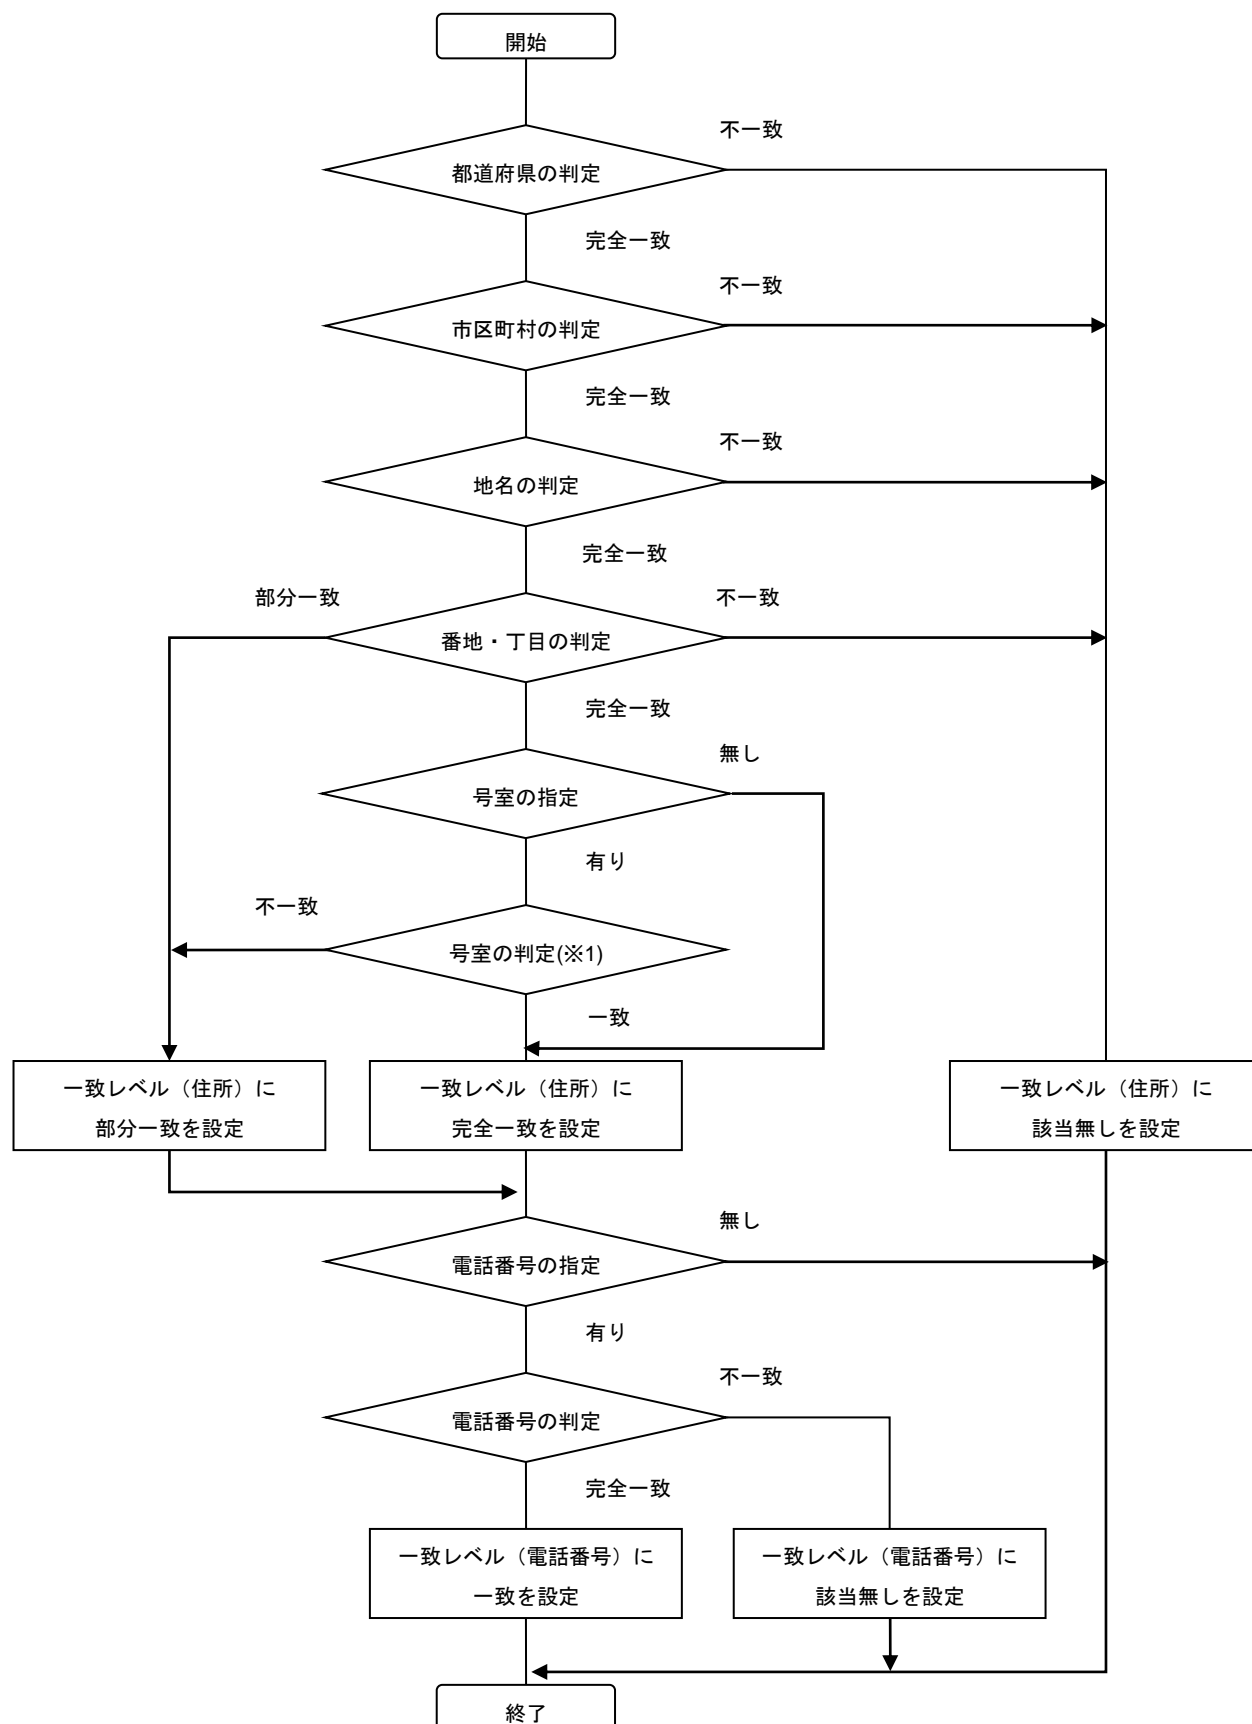 開始
不一致
都道府県の判定
完全一致
不一致
市区町村の判定
完全一致
不一致
地名の判定
完全一致
部分一致
不一致
番地・丁目の判定
完全一致
無し
号室の指定
有り
不一致
号室の判定(※1)
一致
一致レベル（住所）に
部分一致を設定
一致レベル（住所）に
完全一致を設定
一致レベル（住所）に
該当無しを設定
無し
電話番号の指定
有り
不一致
電話番号の判定
完全一致
一致レベル（電話番号）に
一致を設定
一致レベル（電話番号）に
該当無しを設定
終了